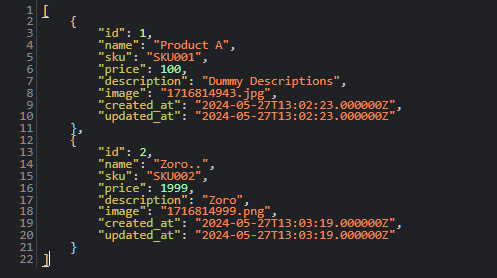 1 [
2 {
3 "id": 1,
4 "name": "Product A",
5 "sku": "SKU001",
6 "price": 100,
7 "description": "Dummy Descriptions",
8 "image": "1716814943.jpg",
9 "created_at": "2024-05-27T13:02:23.000000Z",
10 "updated_at": "2024-05-27T13:02:23.000000Z"
11 },
12 {
13 "id": 2,
14 "name": "Zoro..",
15 "sku": "SKU002",
16 "price": 1999,
17 "description": "Zoro",
18 "image": "1716814999.png",
19 "created_at": "2024-05-27T13:03:19.000000Z",
20 "updated_at": "2024-05-27T13:03:19.000000Z"
21 }
22 ]